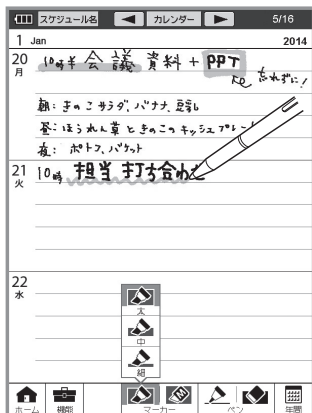 スケジュール名 カレンダー 5/16
1 Jan 2014
20 10時半 会議 資料 + PPT
月
忘れずに!
朝: きのこサラダ、バナナ、豆乳
昼: ほうれん草ときのこのキッシュプレート
夜: ポトフ、バケット
21 10時 担当 打ち合わせ
火
22
水
太
中
細
ホーム 機能 マーカー ペン 年間